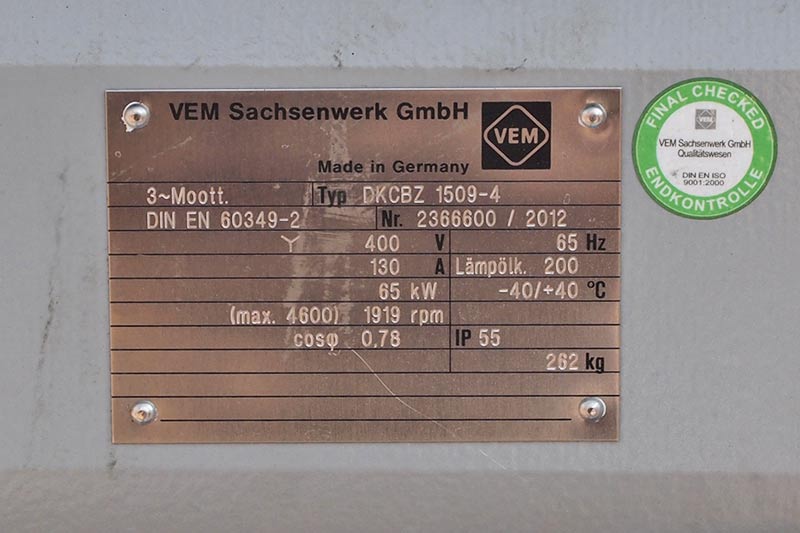 VEM Sachsenwerk GmbH
VEM
Made in Germany
3~Moott. Typ DKCBZ 1509-4
DIN EN 60349-2 Nr. 2366600 / 2012
Y 400 V 65 Hz
130 A Lämpölk. 200
65 kW -40/+40 °C
(max. 4600) 1919 rpm
cosφ 0,78 IP 55
262 kg
FINAL CHECKED
VEM
VEM Sachsenwerk GmbH
Qualitätswesen
DIN EN ISO
9001:2000
ENDKONTROLLE